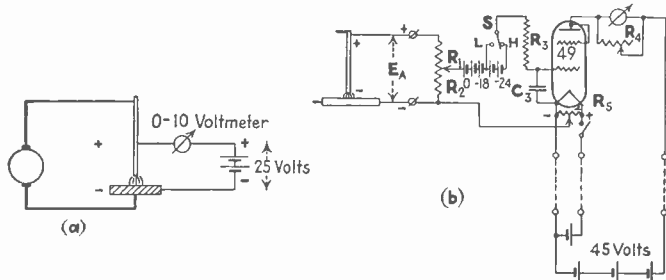 0-10 Voltmeter
+
+
25 Volts
-
-
(a)
+
+
E_A
-
-
R_1
R_2
L
S
H
0 -18 -24
R_3
C_3
49
R_4
R_5
-
+
45 Volts
(b)